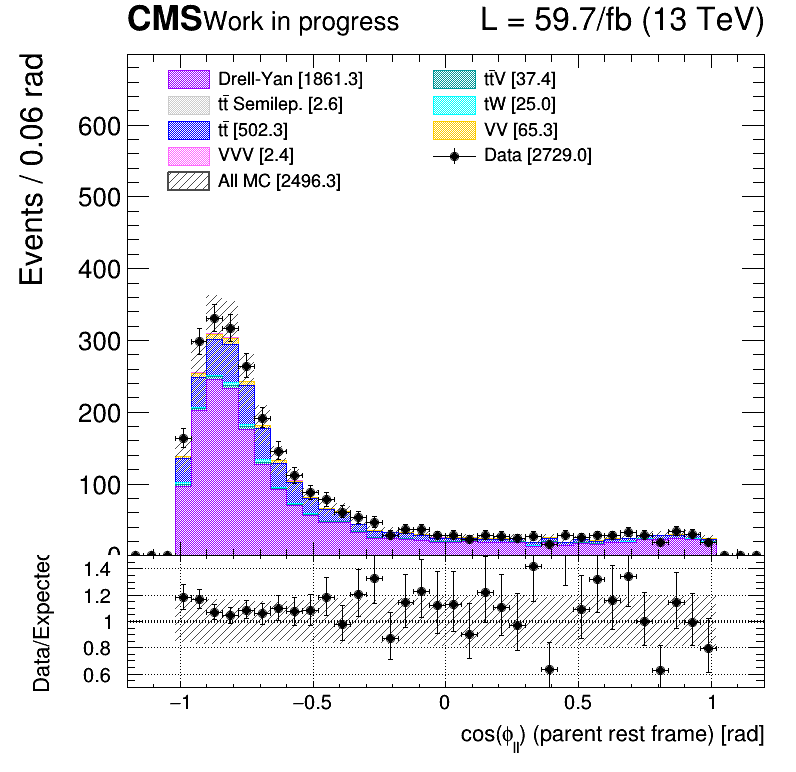 CMS Work in progress L = 59.7/fb (13 TeV)
Events / 0.06 rad
Drell-Yan [1861.3]
tt̄ Semilep. [2.6]
tt̄ [502.3]
VVV [2.4]
All MC [2496.3]
tt̄V [37.4]
tW [25.0]
VV [65.3]
Data [2729.0]
600
500
400
300
200
100
0
Data/Expected
1.4
1.2
1
0.8
0.6
−1 −0.5 0 0.5 1
cos(ϕ_ll) (parent rest frame) [rad]